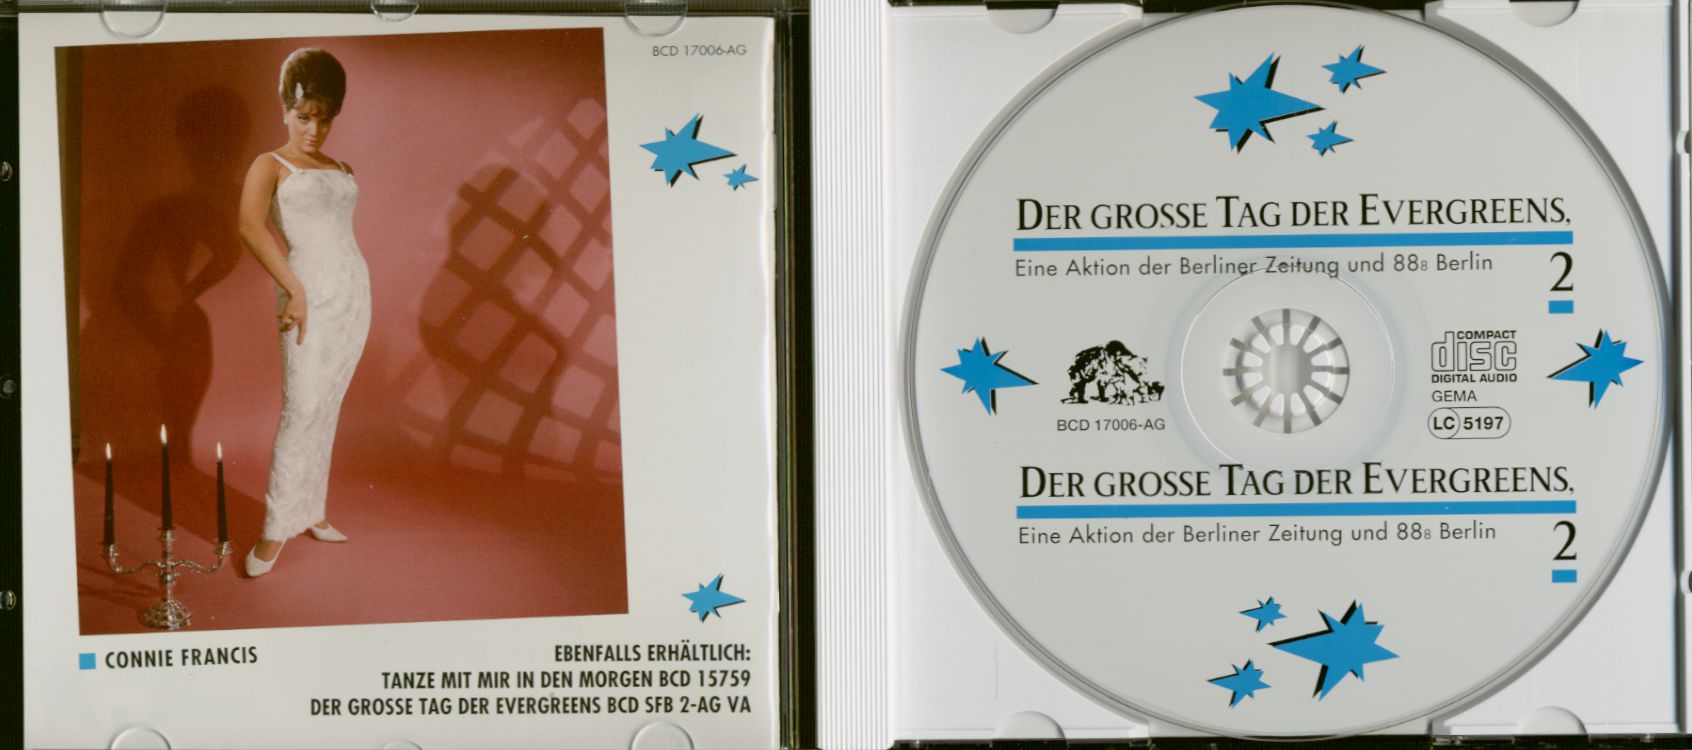 BCD 17006-AG
CONNIE FRANCIS
EBENFALLS ERHÄLTLICH:
TANZE MIT MIR IN DEN MORGEN BCD 15759
DER GROSSE TAG DER EVERGREENS BCD SFB 2-AG VA
DER GROSSE TAG DER EVERGREENS,
Eine Aktion der Berliner Zeitung und 88₈ Berlin
2
BCD 17006-AG
COMPACT
disc
DIGITAL AUDIO
GEMA
LC 5197
DER GROSSE TAG DER EVERGREENS,
Eine Aktion der Berliner Zeitung und 88₈ Berlin
2